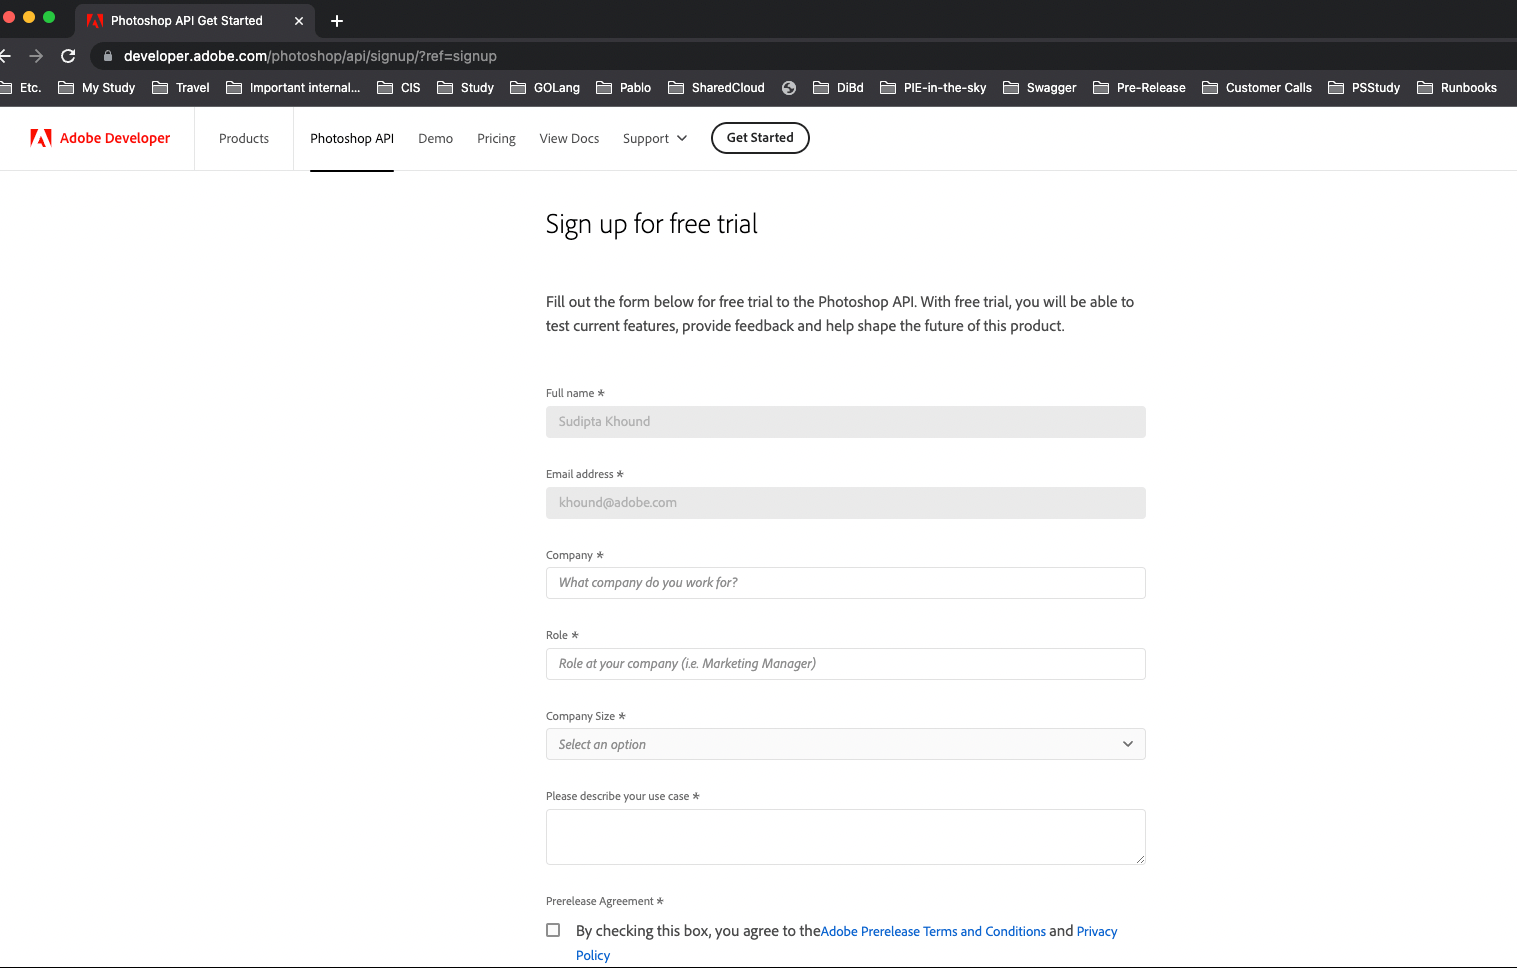 Photoshop API Get Started
developer.adobe.com/photoshop/api/signup/?ref=signup
Etc. My Study Travel Important internal... CIS Study GOLang Pablo SharedCloud DiBd PIE-in-the-sky Swagger Pre-Release Customer Calls PSStudy Runbooks
Adobe Developer Products Photoshop API Demo Pricing View Docs Support Get Started
Sign up for free trial
Fill out the form below for free trial to the Photoshop API. With free trial, you will be able to
test current features, provide feedback and help shape the future of this product.
Full name *
Sudipta Khound
Email address *
khound@adobe.com
Company *
What company do you work for?
Role *
Role at your company (i.e. Marketing Manager)
Company Size *
Select an option
Please describe your use case *
Prerelease Agreement *
By checking this box, you agree to theAdobe Prerelease Terms and Conditions and Privacy
Policy